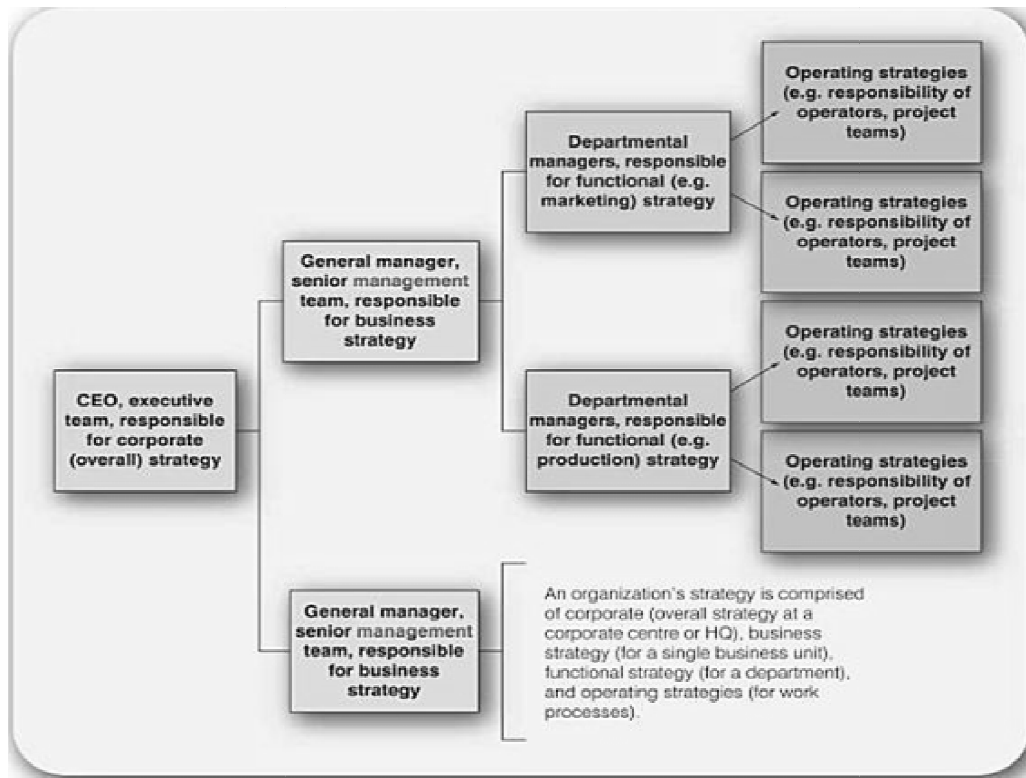 CEO, executive
team, responsible
for corporate
(overall) strategy
General manager,
senior management
team, responsible
for business
strategy
Departmental
managers, responsible
for functional (e.g.
marketing) strategy
Operating strategies
(e.g. responsibility of
operators, project
teams)
Operating strategies
(e.g. responsibility of
operators, project
teams)
Departmental
managers, responsible
for functional (e.g.
production) strategy
Operating strategies
(e.g. responsibility of
operators, project
teams)
Operating strategies
(e.g. responsibility of
operators, project
teams)
General manager,
senior management
team, responsible
for business
strategy
An organization's strategy is comprised
of corporate (overall strategy at a
corporate centre or HQ), business
strategy (for a single business unit),
functional strategy (for a department),
and operating strategies (for work
processes).